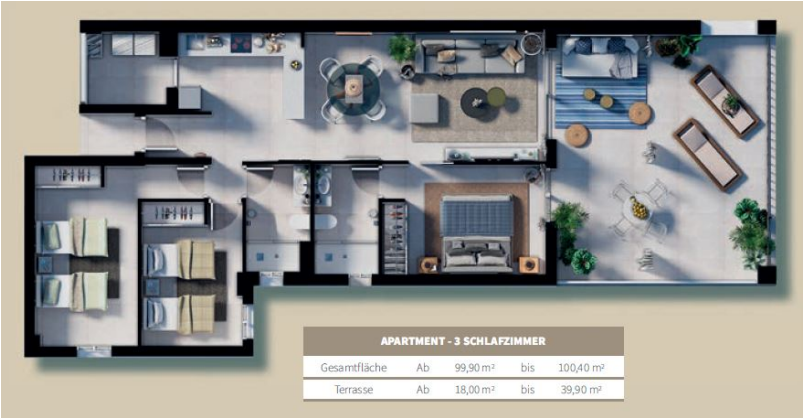 APARTMENT - 3 SCHLAFZIMMER
Gesamtfläche Ab 99,90 m² bis 100,40 m²
Terrasse Ab 18,00 m² bis 39,90 m²